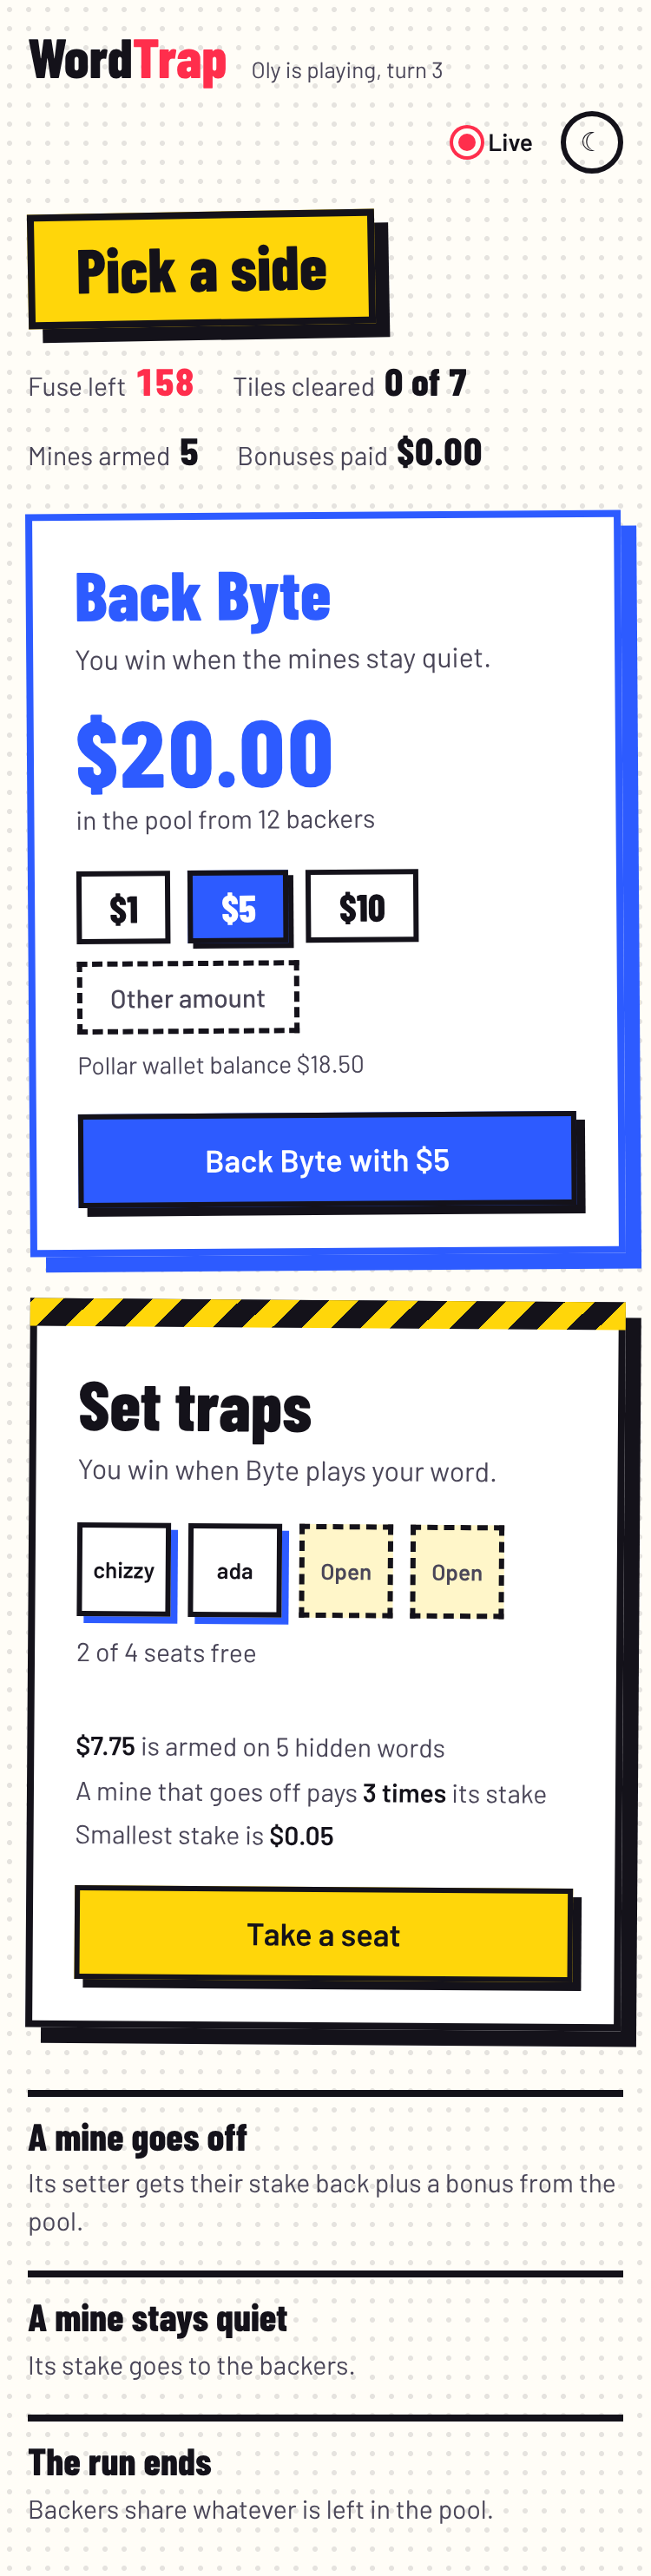 WordTrap Oly is playing, turn 3
Live
Pick a side
Fuse left 158 Tiles cleared 0 of 7
Mines armed 5 Bonuses paid $0.00
Back Byte
You win when the mines stay quiet.
$20.00
in the pool from 12 backers
$1 $5 $10
Other amount
Pollar wallet balance $18.50
Back Byte with $5
Set traps
You win when Byte plays your word.
chizzy ada Open Open
2 of 4 seats free
$7.75 is armed on 5 hidden words
A mine that goes off pays 3 times its stake
Smallest stake is $0.05
Take a seat
A mine goes off
Its setter gets their stake back plus a bonus from the
pool.
A mine stays quiet
Its stake goes to the backers.
The run ends
Backers share whatever is left in the pool.